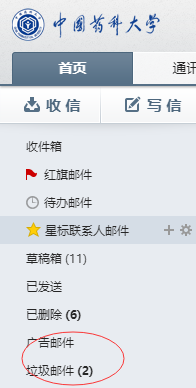 中国药科大学
首页 通讯
收信 写信
收件箱
红旗邮件
待办邮件
星标联系人邮件
草稿箱 (11)
已发送
已删除 (6)
广告邮件
垃圾邮件 (2)